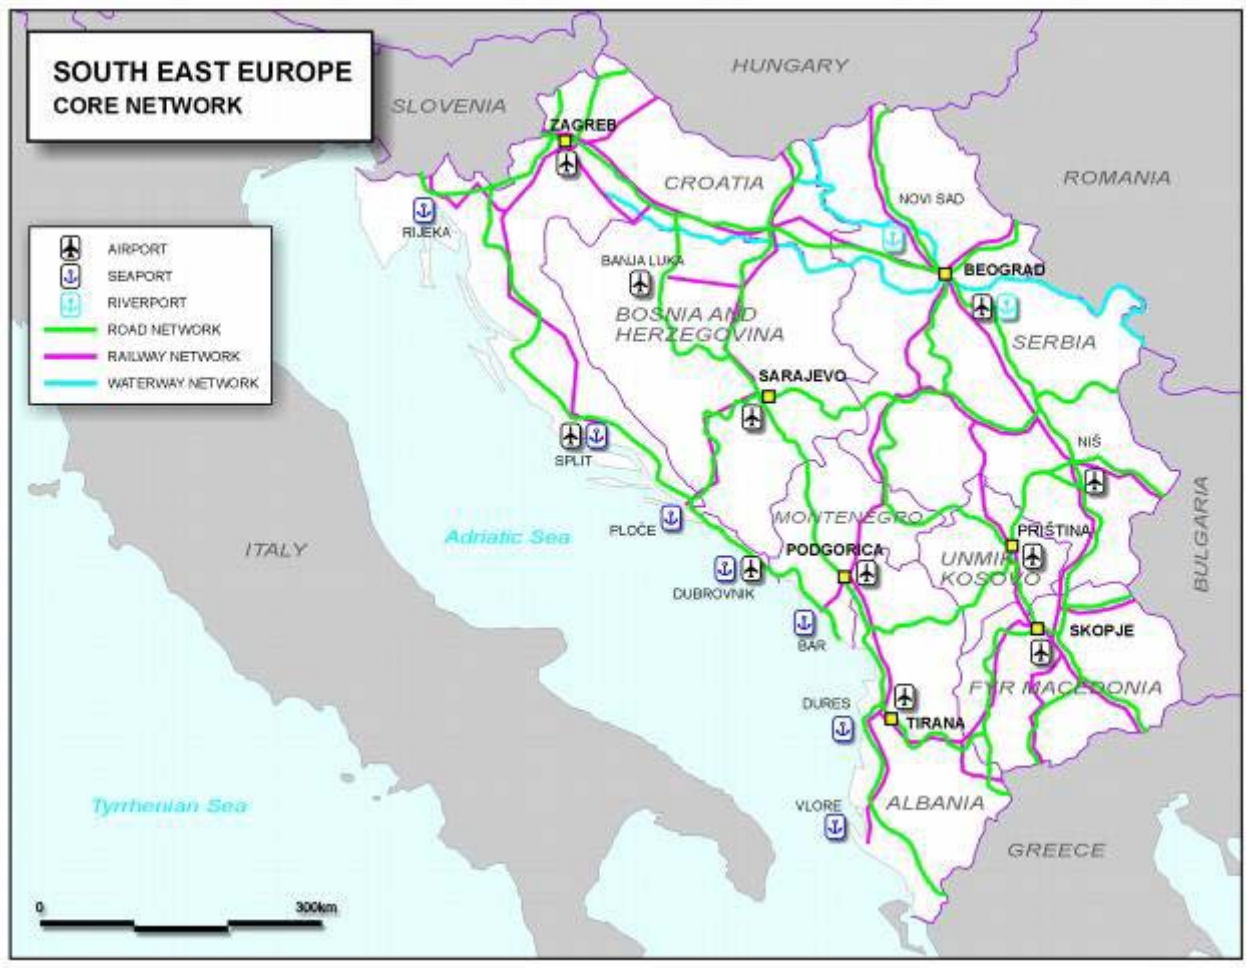 SOUTH EAST EUROPE
CORE NETWORK
HUNGARY
SLOVENIA
ZAGREB
CROATIA
ROMANIA
NOVI SAD
RIJEKA
AIRPORT
SEAPORT
RIVERPORT
ROAD NETWORK
RAILWAY NETWORK
WATERWAY NETWORK
BANJA LUKA
BEOGRAD
BOSNIA AND
HERZEGOVINA
SERBIA
SARAJEVO
NIŠ
SPLIT
BULGARIA
PLOČE
MONTENEGRO
PRIŠTINA
Adriatic Sea
ITALY
PODGORICA
UNMIK
KOSOVO
DUBROVNIK
BAR
SKOPJE
FYR MACEDONIA
DURES
TIRANA
Tyrrhenian Sea
VLORE
ALBANIA
GREECE
0
300km